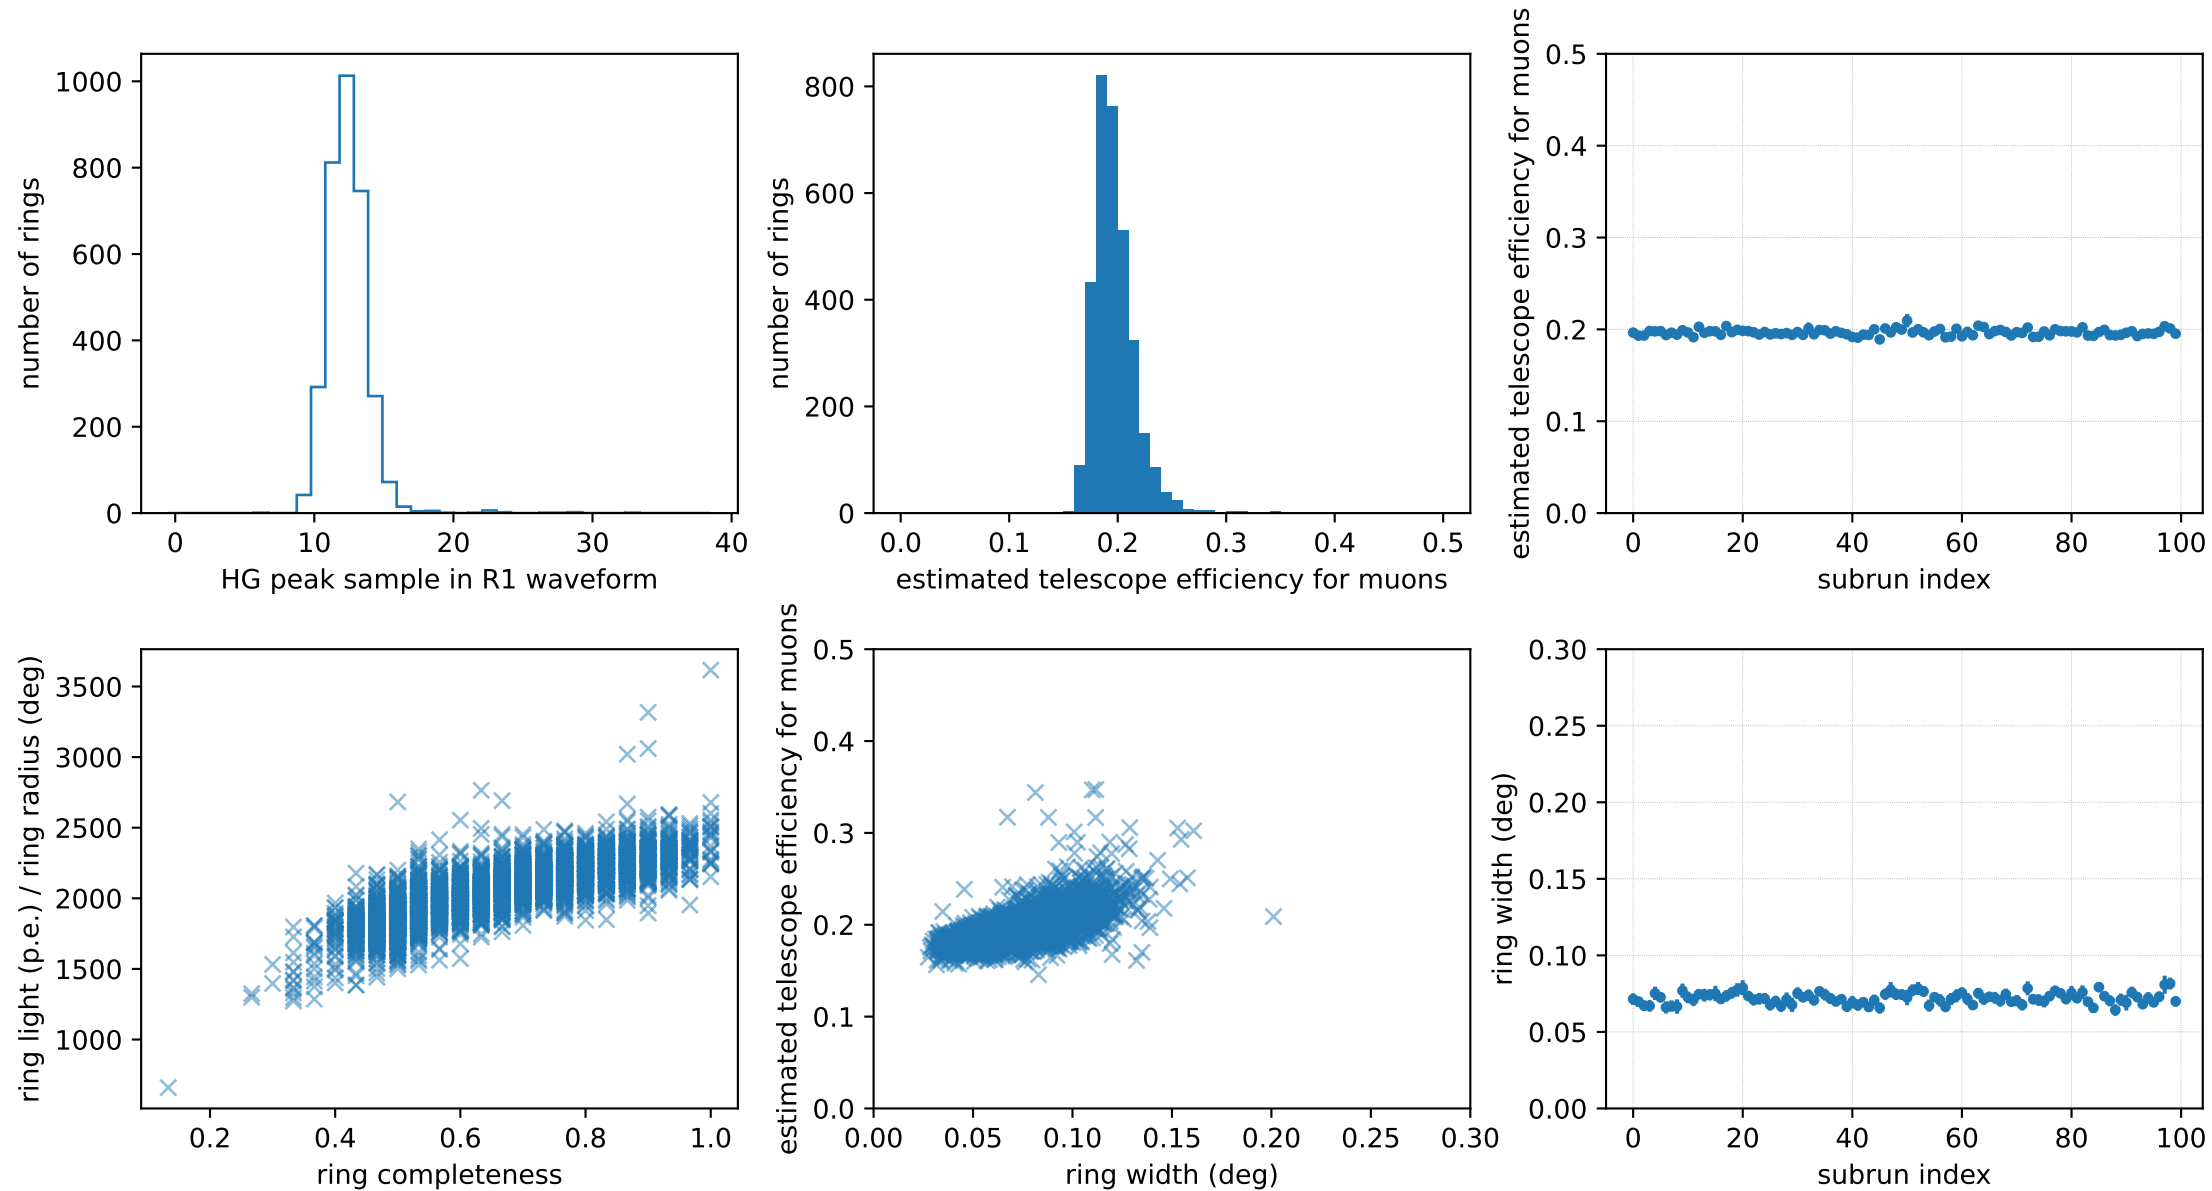 1000
800
600
400
200
0
number of rings
0 10 20 30 40
HG peak sample in R1 waveform
800
600
400
200
0
number of rings
0.0 0.1 0.2 0.3 0.4 0.5
estimated telescope efficiency for muons
0.5
0.4
0.3
0.2
0.1
0.0
estimated telescope efficiency for muons
0 20 40 60 80 100
subrun index
3500
3000
2500
2000
1500
1000
ring light (p.e.) / ring radius (deg)
0.2 0.4 0.6 0.8 1.0
ring completeness
0.5
0.4
0.3
0.2
0.1
0.0
estimated telescope efficiency for muons
0.00 0.05 0.10 0.15 0.20 0.25 0.30
ring width (deg)
0.30
0.25
0.20
0.15
0.10
0.05
0.00
ring width (deg)
0 20 40 60 80 100
subrun index